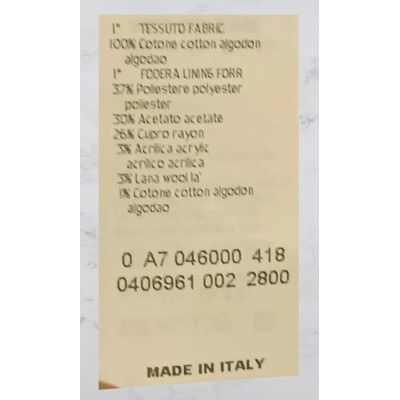 1* TESSUTO FABRIC
100% Cotone cotton algodon
algodao
1* FODERA LINING FORR
37% Poliestere polyester
poliester
30% Acetato acetate
26% Cupro rayon
3% Acrilica acrylic
acrilico acrilica
3% Lana wool la'
1% Cotone cotton algodon
algodao
0 A7 046000 418
0406961 002 2800
MADE IN ITALY